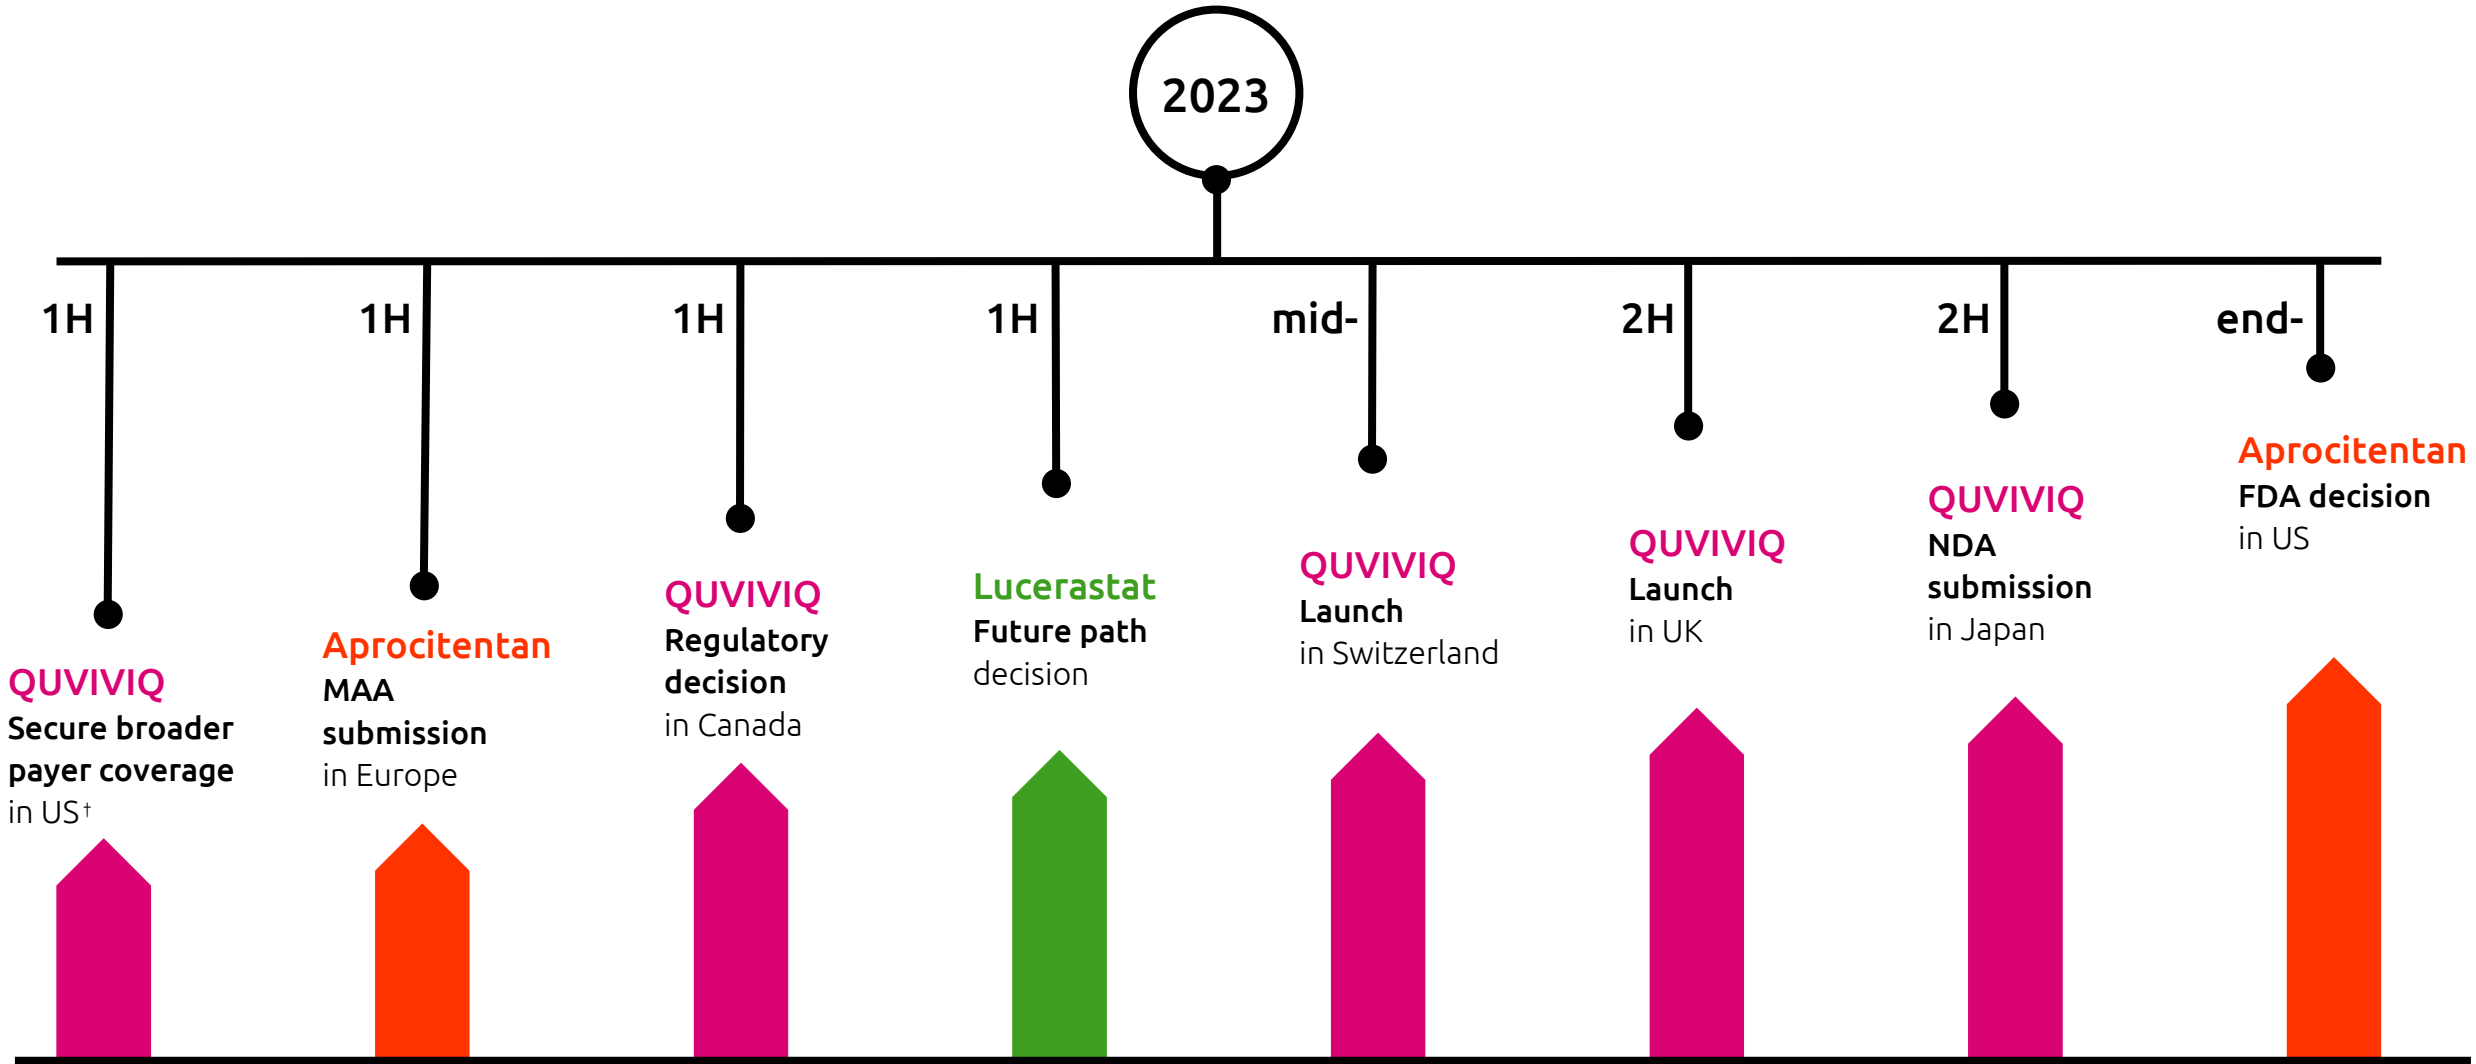 2023
1H
QUVIVIQ
Secure broader
payer coverage
in US†
1H
Aprocitentan
MAA
submission
in Europe
1H
QUVIVIQ
Regulatory
decision
in Canada
1H
Lucerastat
Future path
decision
mid-
QUVIVIQ
Launch
in Switzerland
2H
QUVIVIQ
Launch
in UK
2H
QUVIVIQ
NDA
submission
in Japan
end-
Aprocitentan
FDA decision
in US